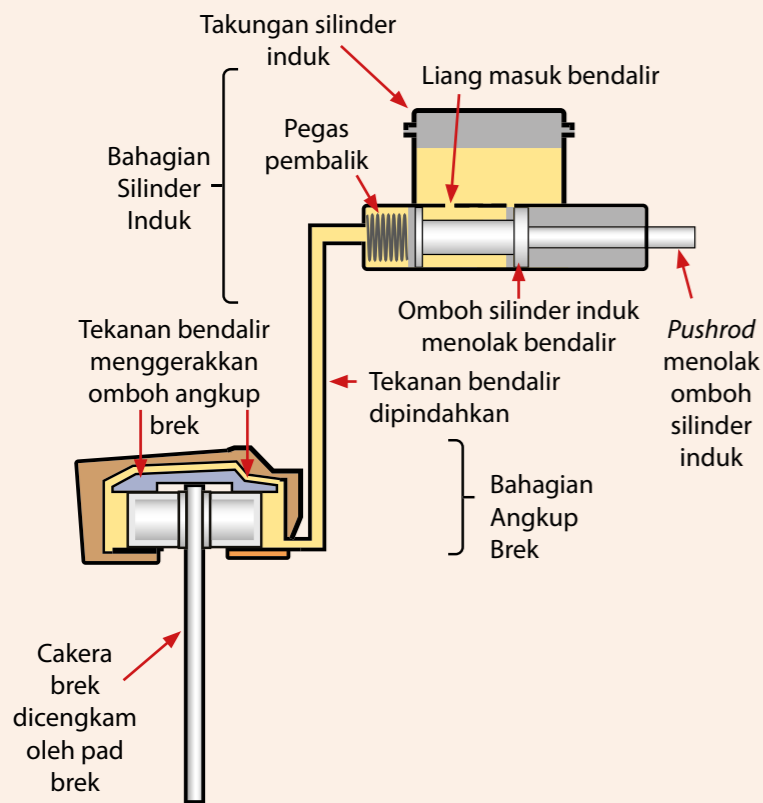 Takungan silinder
induk
Liang masuk bendalir
Pegas
pembalik
Bahagian
Silinder
Induk
Omboh silinder induk
menolak bendalir
Pushrod
menolak
omboh
silinder
induk
Tekanan bendalir
menggerakkan
omboh angkup
brek
Tekanan bendalir
dipindahkan
Bahagian
Angkup
Brek
Cakera
brek
dicengkam
oleh pad
brek